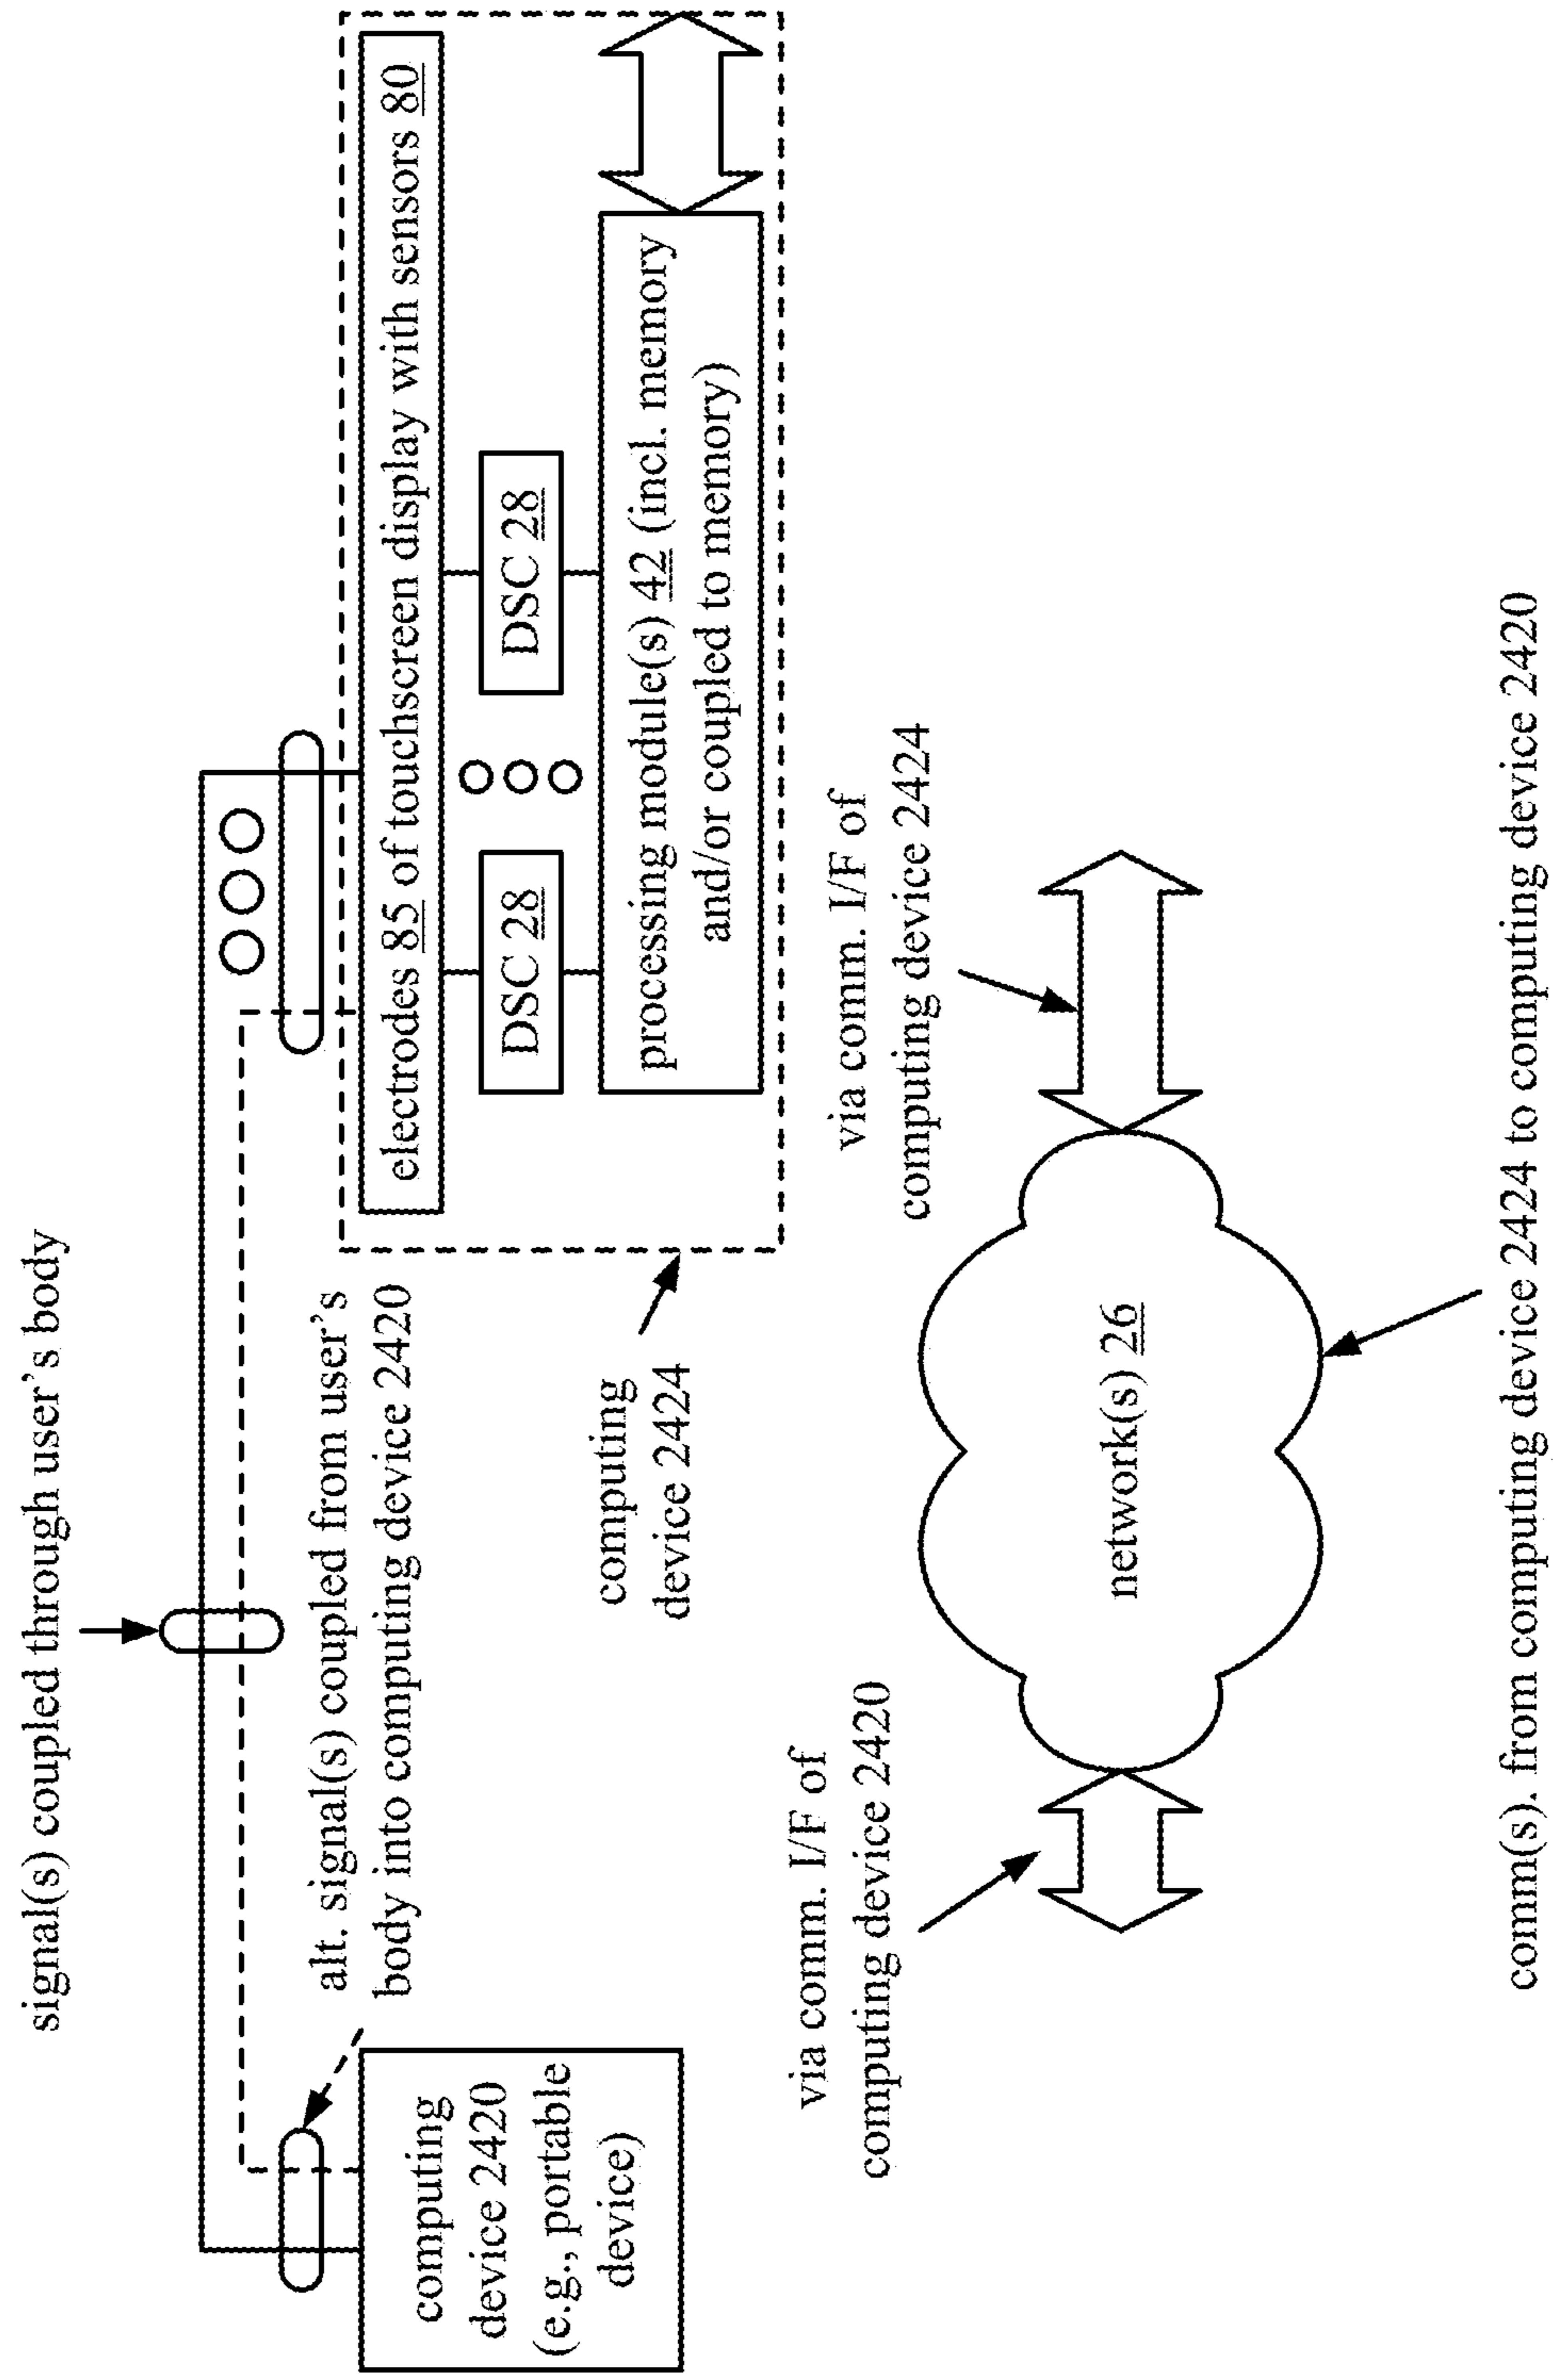 signal(s) coupled through user's body
alt. signal(s) coupled from user's
body into computing device 2420
computing
device 2420
(e.g., portable
device)
computing
device 2424
electrodes 85 of touchscreen display with sensors 80
DSC 28
DSC 28
processing module(s) 42 (incl. memory
and/or coupled to memory)
via comm. I/F of
computing device 2420
network(s) 26
via comm. I/F of
computing device 2424
comm(s). from computing device 2424 to computing device 2420